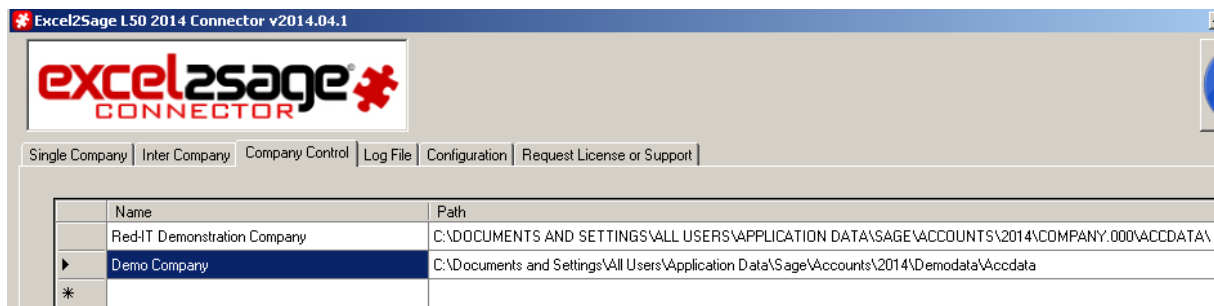 Excel2Sage L50 2014 Connector v2014.04.1
excel2sage®
CONNECTOR
Single Company Inter Company Company Control Log File Configuration Request License or Support
Name Path
Red-IT Demonstration Company C:\DOCUMENTS AND SETTINGS\ALL USERS\APPLICATION DATA\SAGE\ACCOUNTS\2014\COMPANY.000\ACCDATA\
Demo Company C:\Documents and Settings\All Users\Application Data\Sage\Accounts\2014\Demodata\Accdata